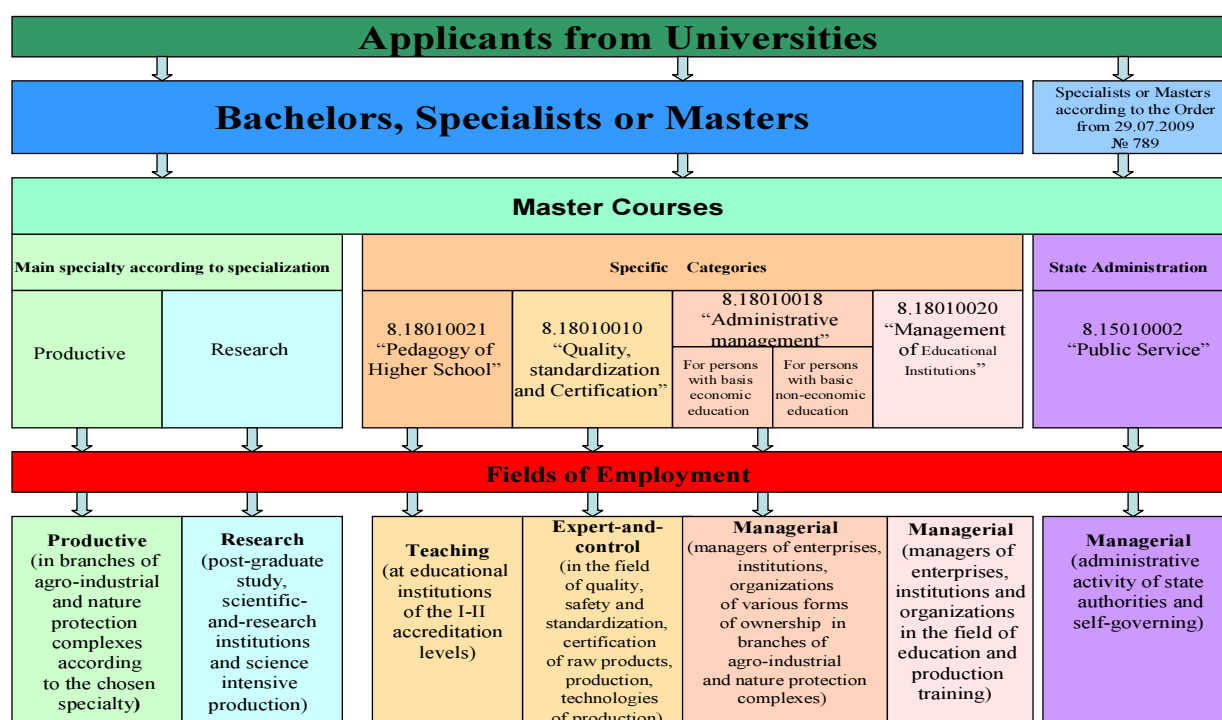 Applicants from Universities
Bachelors, Specialists or Masters
Specialists or Masters
according to the Order
from 29.07.2009
№ 789
Master Courses
Main specialty according to specialization
Specific Categories
State Administration
Productive
Research
8.18010021
“Pedagogy of
Higher School”
8.18010010
“Quality,
standardization
and Certification”
8.18010018
“Administrative
management”
For persons
with basis
economic
education
For persons
with basic
non-economic
education
8.18010020
“Management
of Educational
Institutions”
8.15010002
“Public Service”
Fields of Employment
Productive
(in branches of
agro-industrial
and nature
protection
complexes
according
to the chosen
specialty)
Research
(post-graduate
study,
scientific-
and-research
institutions
and science
intensive
production)
Teaching
(at educational
institutions
of the I-II
accreditation
levels)
Expert-and-
control
(in the field
of quality,
safety and
standardization,
certification
of raw products,
production,
technologies
of production)
Managerial
(managers of enterprises,
institutions,
organizations
of various forms
of ownership in
branches of
agro-industrial
and nature protection
complexes)
Managerial
(managers of
enterprises,
institutions and
organizations
in the field of
education and
production
training)
Managerial
(administrative
activity of state
authorities and
self-governing)